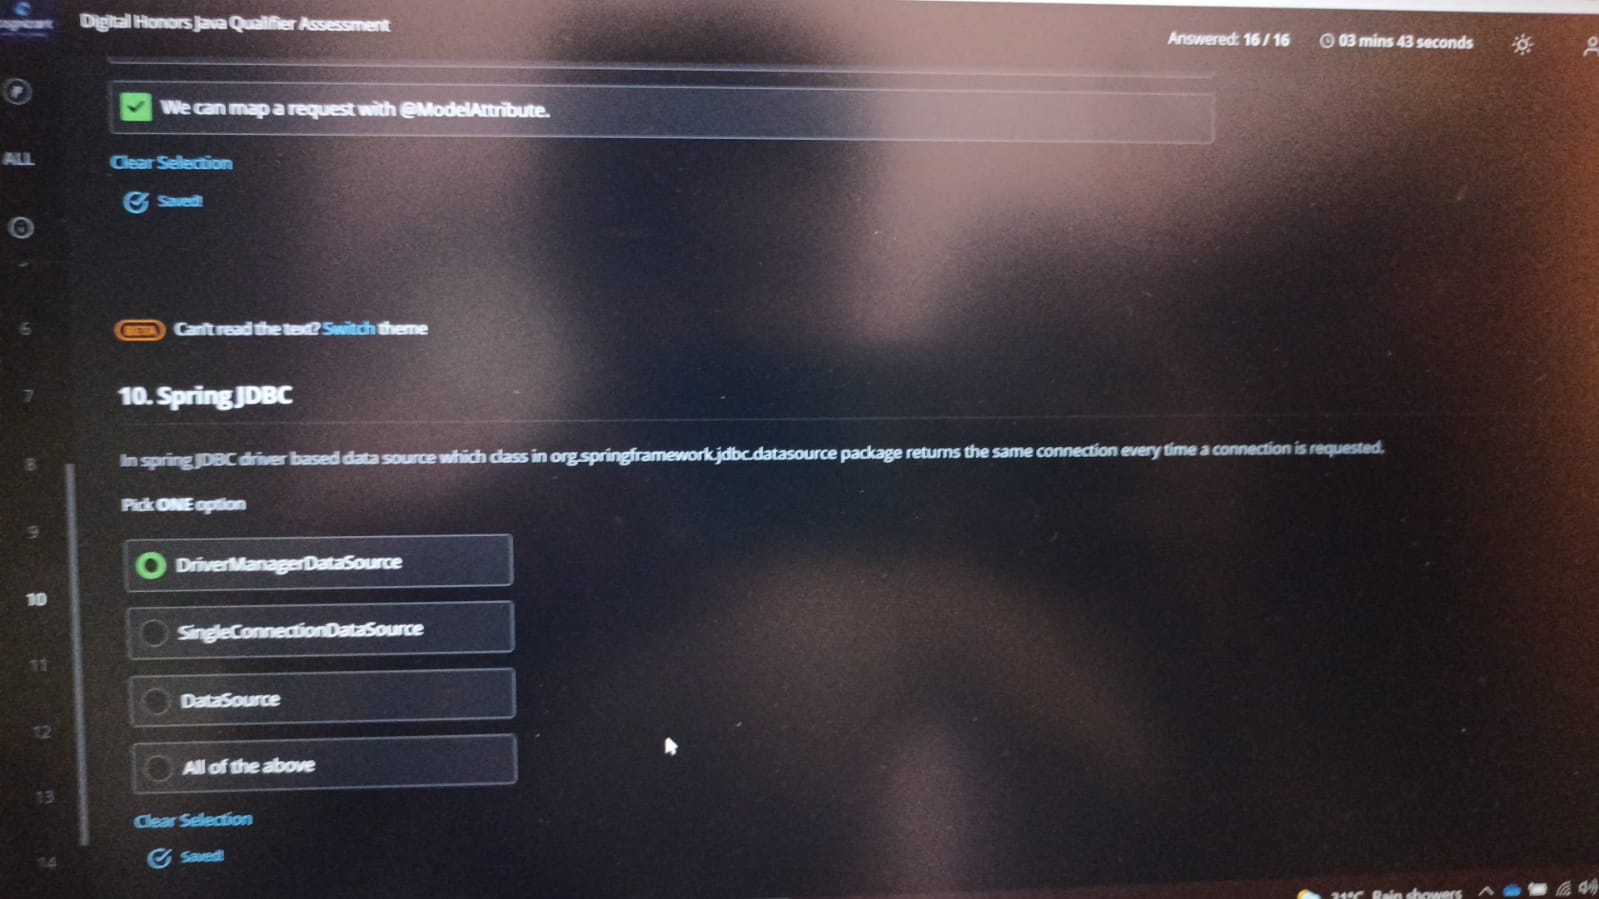 Digital Honors Java Qualifier Assessment
Answered: 16 / 16
03 mins 43 seconds
ALL
We can map a request with @ModelAttribute.
Clear Selection
Saved!
BETA Can't read the text? Switch theme
6
7
8
9
10
11
12
13
14
10. Spring JDBC
In spring JDBC driver based data source which class in org.springframework.jdbc.datasource package returns the same connection every time a connection is requested.
Pick ONE option
DriverManagerDataSource
SingleConnectionDataSource
DataSource
All of the above
Clear Selection
Saved!
Rain showers